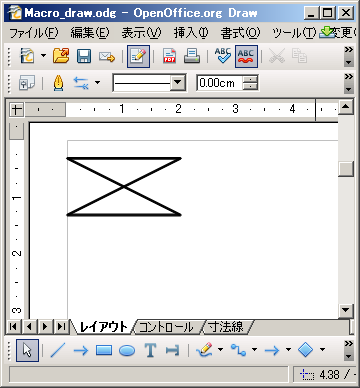 Macro_draw.odg - OpenOffice.org Draw
ファイル(F) 編集(E) 表示(V) 挿入(I) 書式(O) ツール(T) 変更(
ABC ABC
0.00cm
1 2 3 4
1
3
レイアウト コントロール 寸法線
T
4.38 /